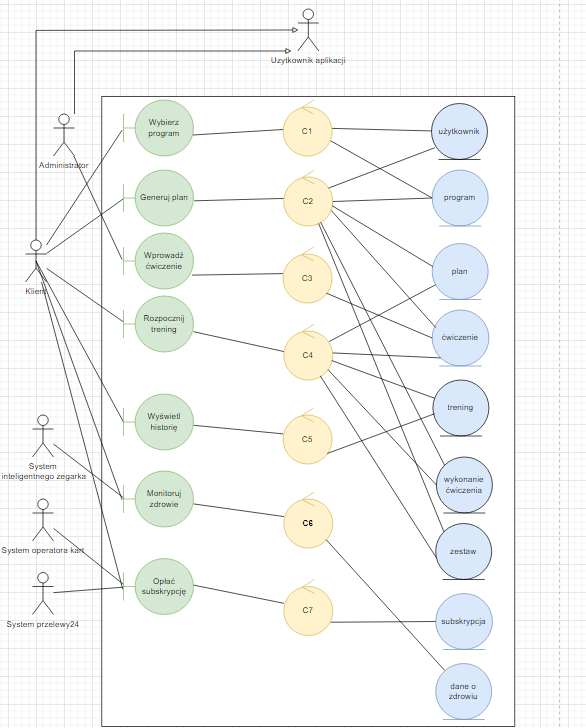 Uzytkownik aplikacji
Administrator
Klient
System
inteligentnego zegarka
System operatora kart
System przelewy24
Wybierz
program
Generuj plan
Wprowadź
ćwiczenie
Rozpocznij
trening
Wyświetl
historię
Monitoruj
zdrowie
Opłać
subskrypcję
C1
C2
C3
C4
C5
C6
C7
użytkownik
program
plan
ćwiczenie
trening
wykonanie
ćwiczenia
zestaw
subskrypcja
dane o
zdrowiu